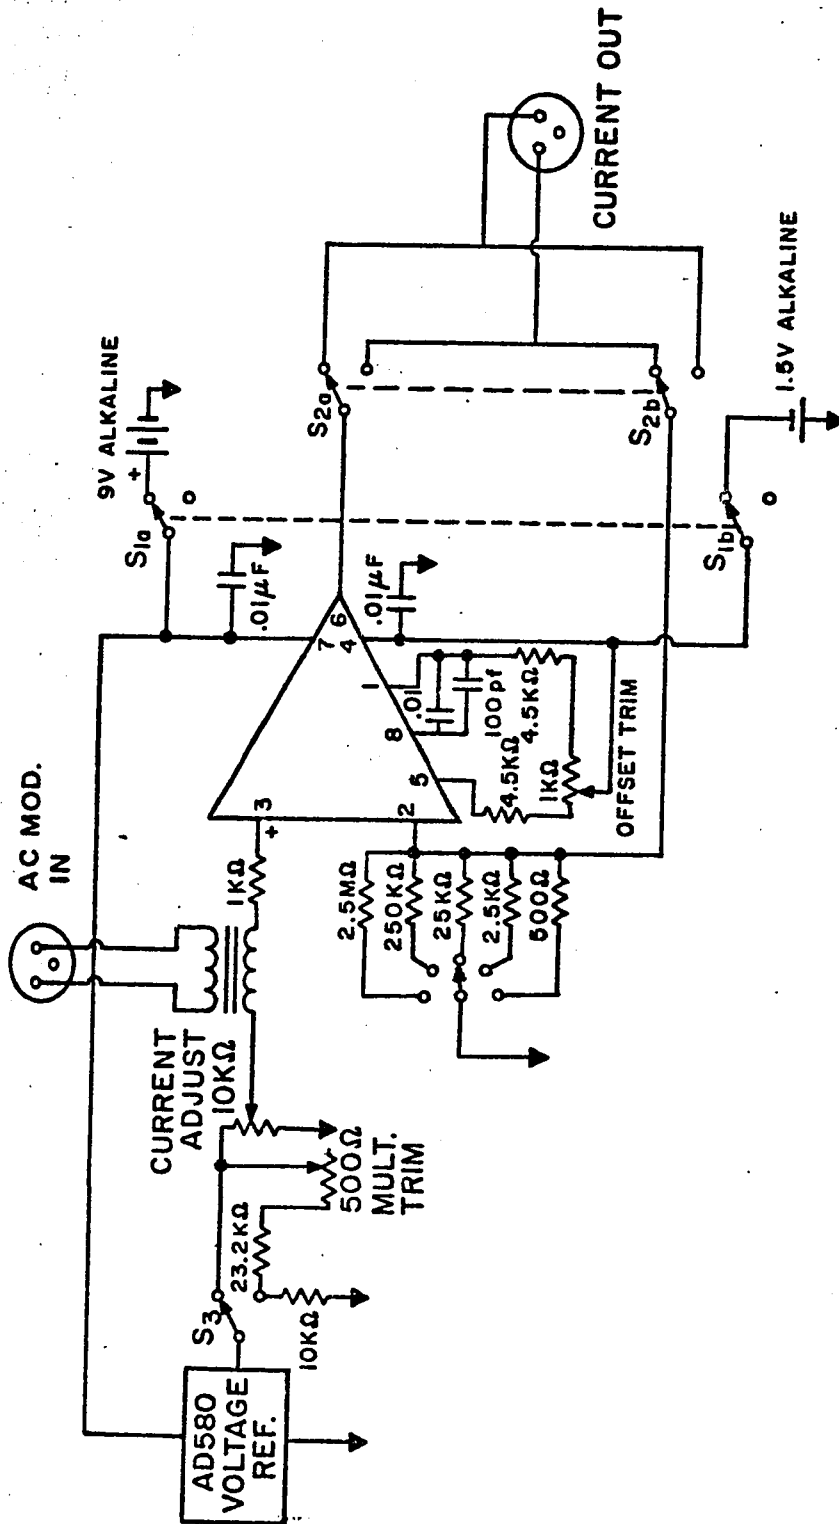 AC MOD.
IN
9V ALKALINE
+
S1a
.01μF
7
6
4
.01μF
3
+
1KΩ
CURRENT
ADJUST
10KΩ
S3
AD580
VOLTAGE
REF.
23.2KΩ
10KΩ
500Ω
MULT.
TRIM
2
2.5MΩ
250KΩ
25KΩ
2.5KΩ
500Ω
1
8
5
.01
100pf
4.5KΩ
4.5KΩ
1KΩ
OFFSET TRIM
S2a
S2b
S1b
1.5V ALKALINE
CURRENT OUT